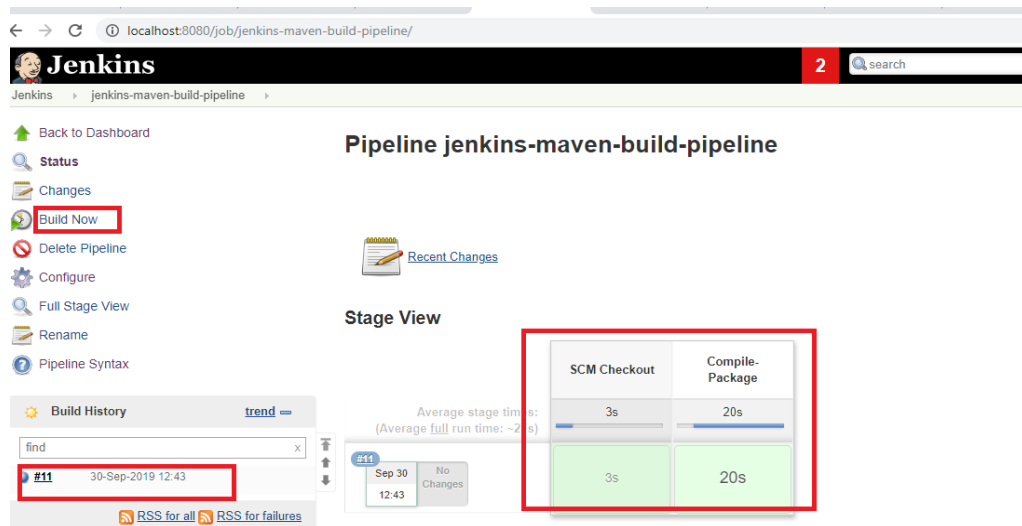 localhost:8080/job/jenkins-maven-build-pipeline/
Jenkins
2
search
Jenkins
jenkins-maven-build-pipeline
Back to Dashboard
Status
Changes
Build Now
Delete Pipeline
Configure
Full Stage View
Rename
Pipeline Syntax
Build History
trend
find
x
#11
30-Sep-2019 12:43
RSS for all
RSS for failures
Pipeline jenkins-maven-build-pipeline
Recent Changes
Stage View
SCM Checkout
Compile-
Package
Average stage times:
(Average full run time:
3s
20s
#11
Sep 30
12:43
No
Changes
3s
20s